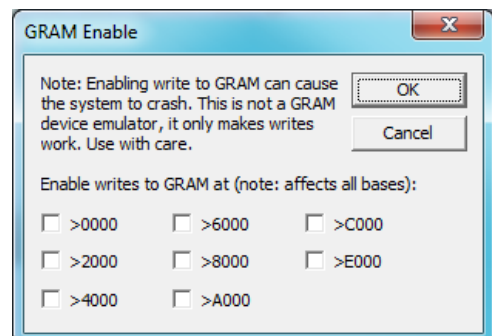 GRAM Enable
Note: Enabling write to GRAM can cause
the system to crash. This is not a GRAM
device emulator, it only makes writes
work. Use with care.
OK
Cancel
Enable writes to GRAM at (note: affects all bases):
>0000 >6000 >C000
>2000 >8000 >E000
>4000 >A000